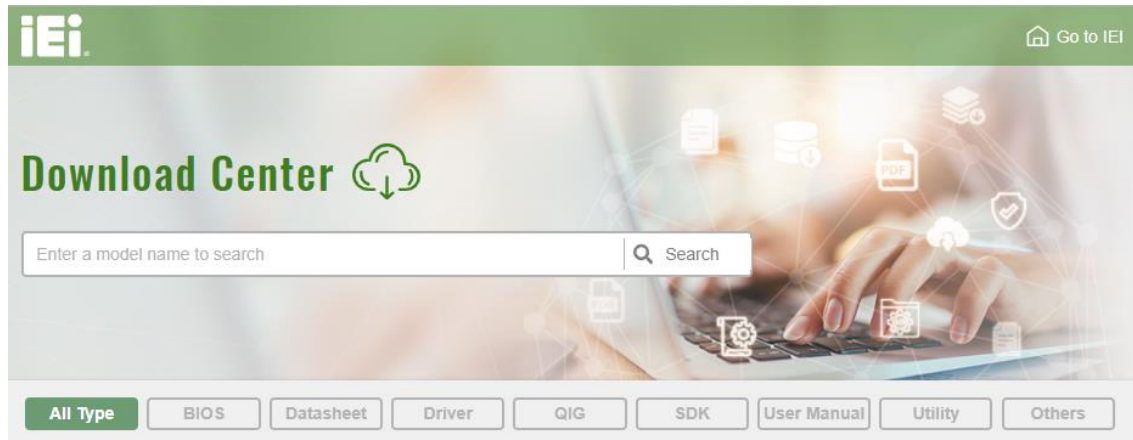 iEi.
Go to IEI
Download Center
Enter a model name to search
Search
PDF
All Type
BIOS
Datasheet
Driver
QIG
SDK
User Manual
Utility
Others